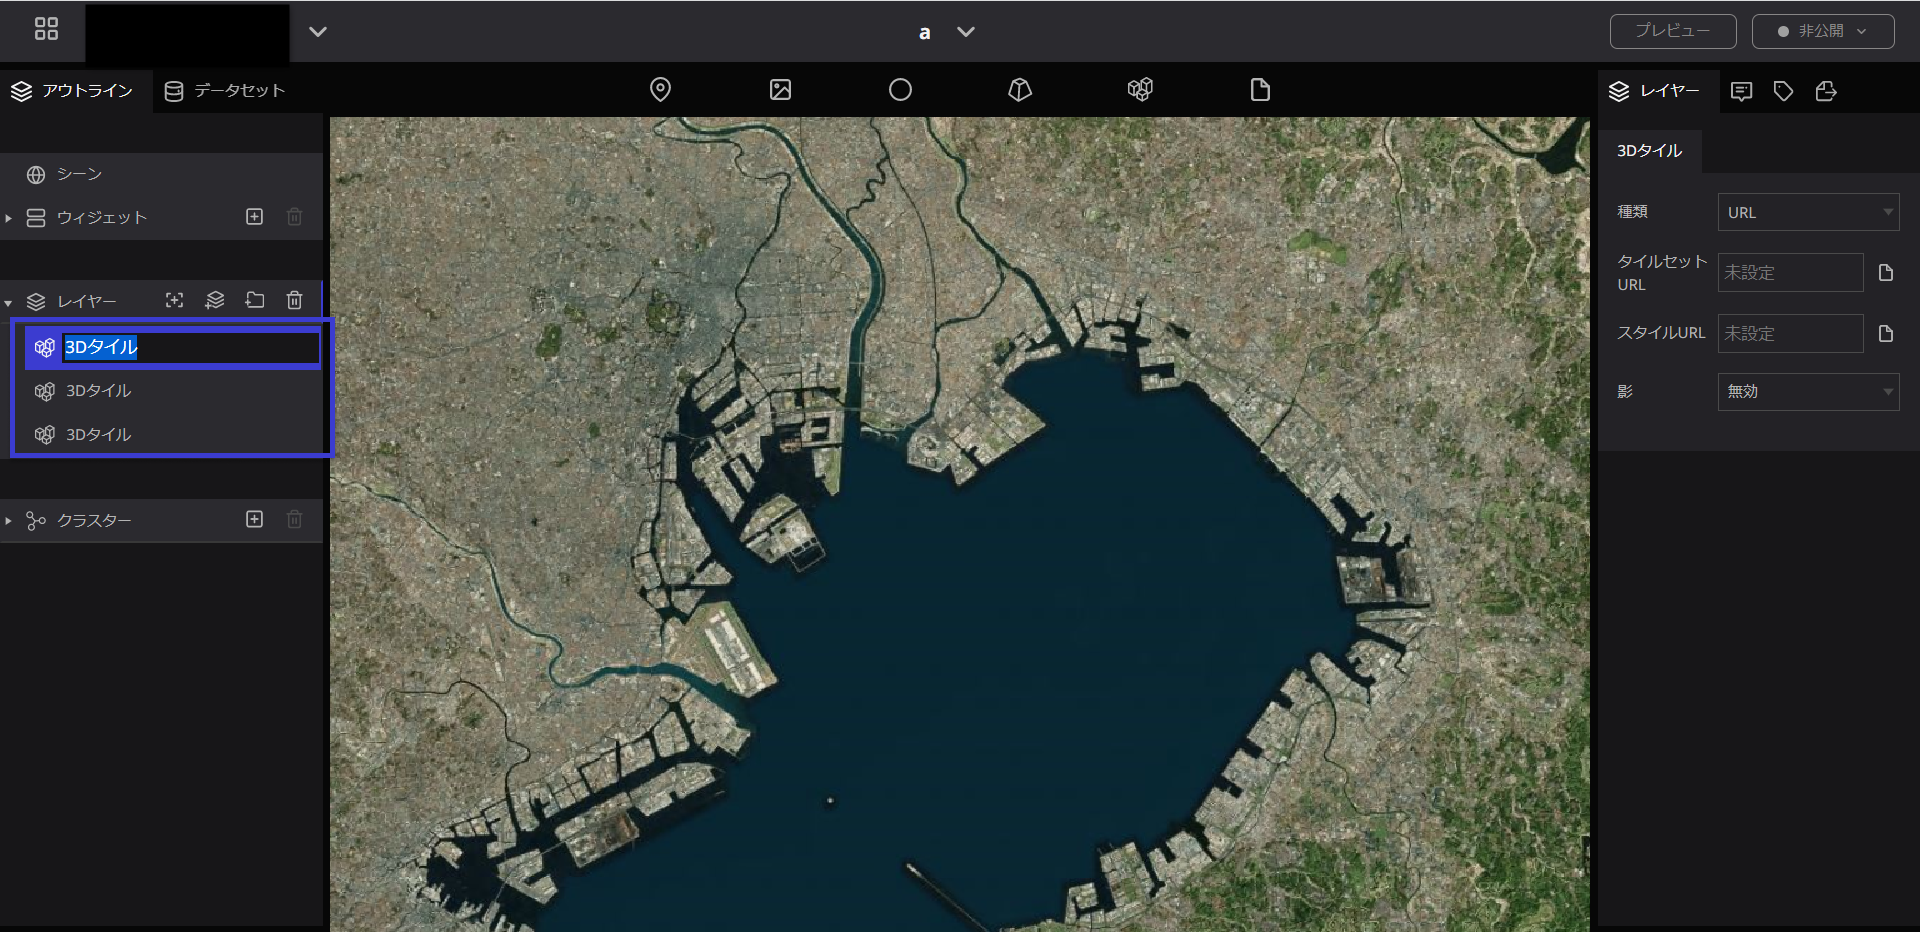 a
プレビュー
非公開
アウトライン
データセット
シーン
ウィジェット
レイヤー
3Dタイル
3Dタイル
3Dタイル
クラスター
レイヤー
3Dタイル
種類
URL
タイルセット
URL
未設定
スタイルURL
未設定
影
無効